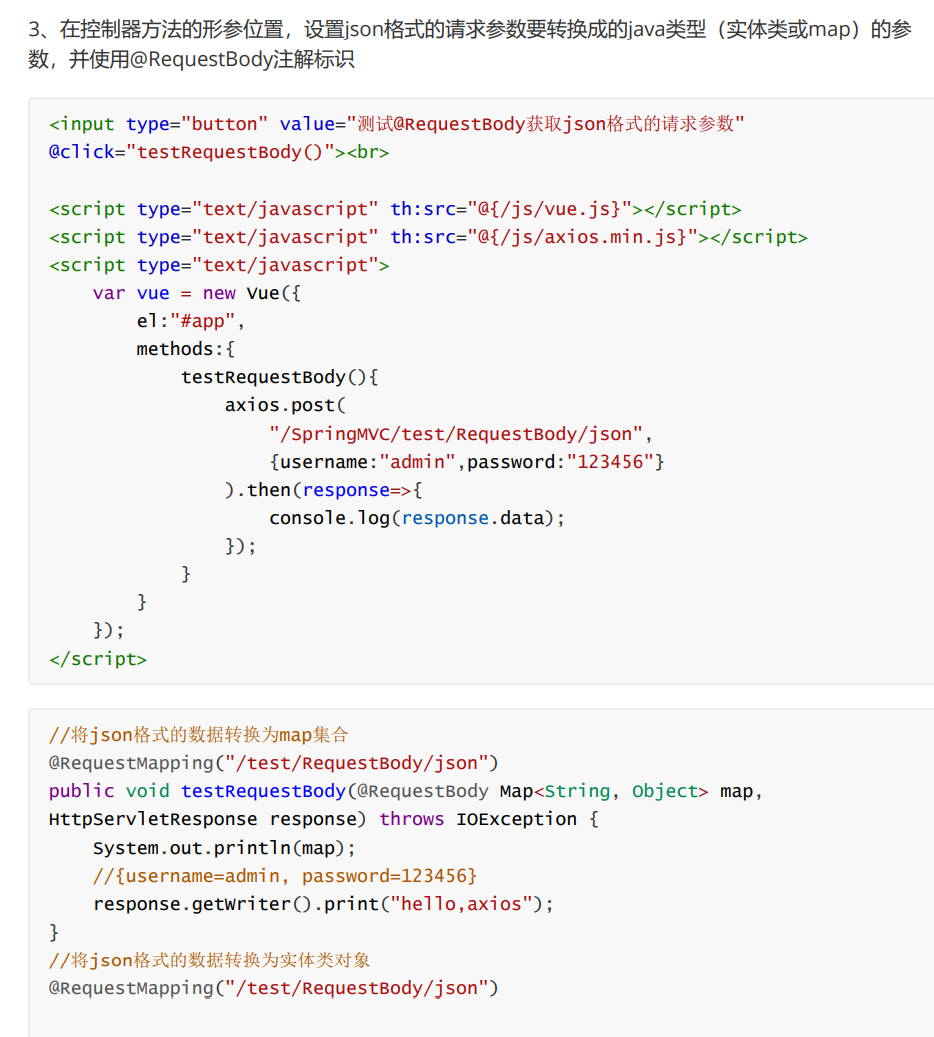 3、在控制器方法的形参位置，设置json格式的请求参数要转换成的java类型（实体类或map）的参
数，并使用@RequestBody注解标识
<input type="button" value="测试@RequestBody获取json格式的请求参数"
@click="testRequestBody()"><br>
<script type="text/javascript" th:src="@{/js/vue.js}"></script>
<script type="text/javascript" th:src="@{/js/axios.min.js}"></script>
<script type="text/javascript">
    var vue = new Vue({
        el:"#app",
        methods:{
            testRequestBody(){
                axios.post(
                    "/SpringMVC/test/RequestBody/json",
                    {username:"admin",password:"123456"}
                ).then(response=>{
                    console.log(response.data);
                });
            }
        }
    });
</script>
//将json格式的数据转换为map集合
@RequestMapping("/test/RequestBody/json")
public void testRequestBody(@RequestBody Map<String, Object> map,
HttpServletResponse response) throws IOException {
    System.out.println(map);
    //{username=admin, password=123456}
    response.getWriter().print("hello,axios");
}
//将json格式的数据转换为实体类对象
@RequestMapping("/test/RequestBody/json")